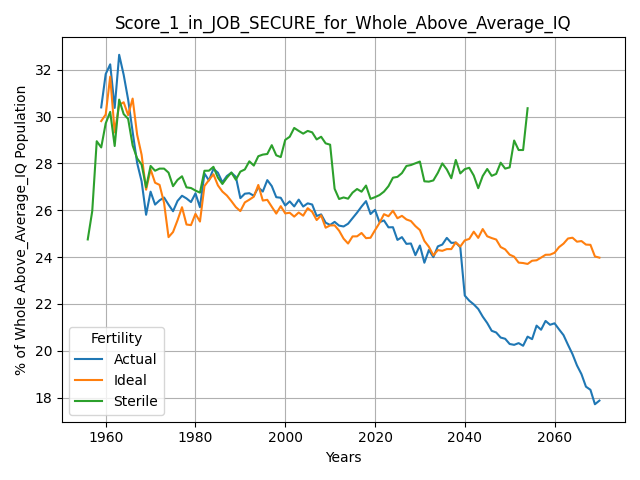 Score_1_in_JOB_SECURE_for_Whole_Above_Average_IQ
% of Whole Above_Average_IQ Population
32
30
28
26
24
22
20
18
Fertility
Actual
Ideal
Sterile
1960 1980 2000 2020 2040 2060
Years